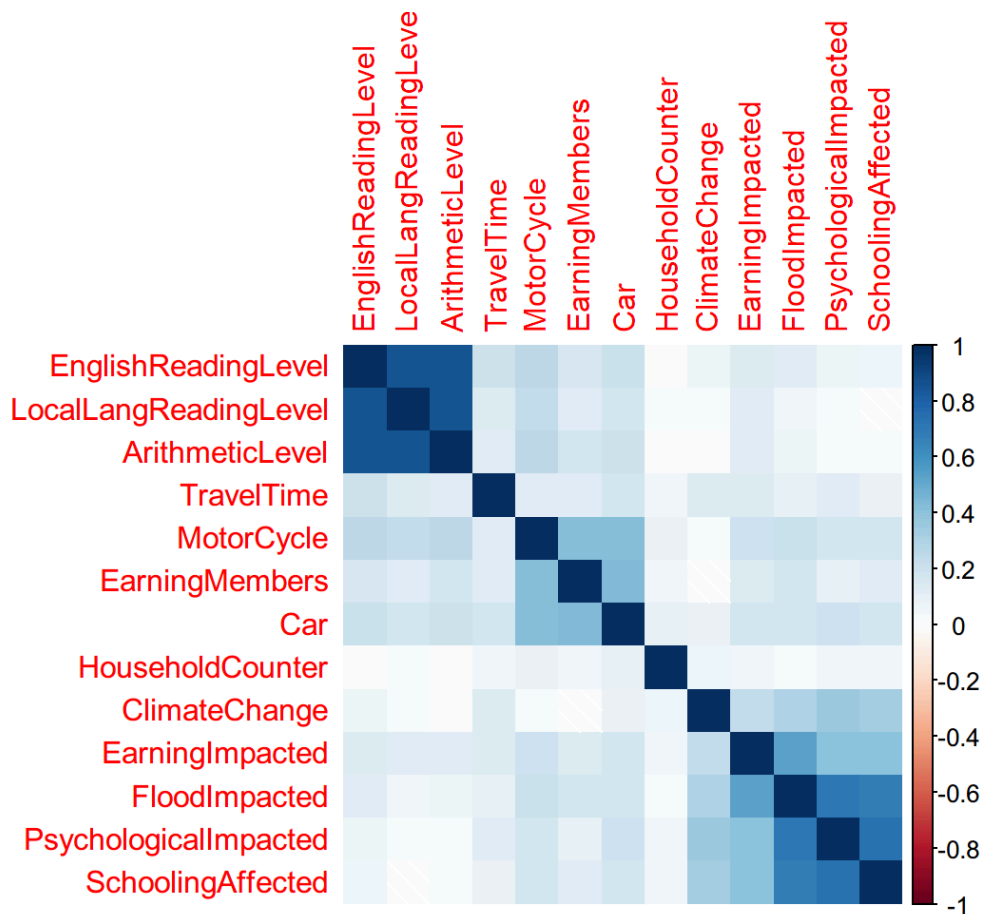 EnglishReadingLevel
LocalLangReadingLeve
ArithmeticLevel
TravelTime
MotorCycle
EarningMembers
Car
HouseholdCounter
ClimateChange
EarningImpacted
FloodImpacted
PsychologicalImpacted
SchoolingAffected
EnglishReadingLevel
LocalLangReadingLevel
ArithmeticLevel
TravelTime
MotorCycle
EarningMembers
Car
HouseholdCounter
ClimateChange
EarningImpacted
FloodImpacted
PsychologicalImpacted
SchoolingAffected
1
0.8
0.6
0.4
0.2
0
-0.2
-0.4
-0.6
-0.8
-1